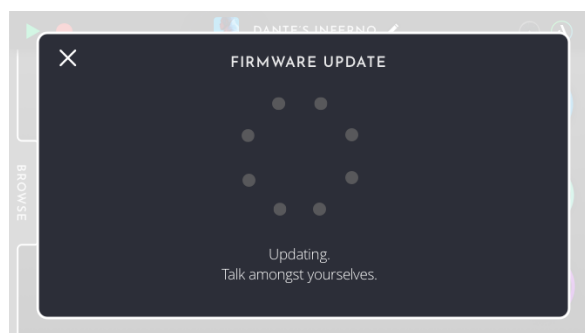 DANTE'S INFERNO
FIRMWARE UPDATE
BROWSE
Updating.
Talk amongst yourselves.